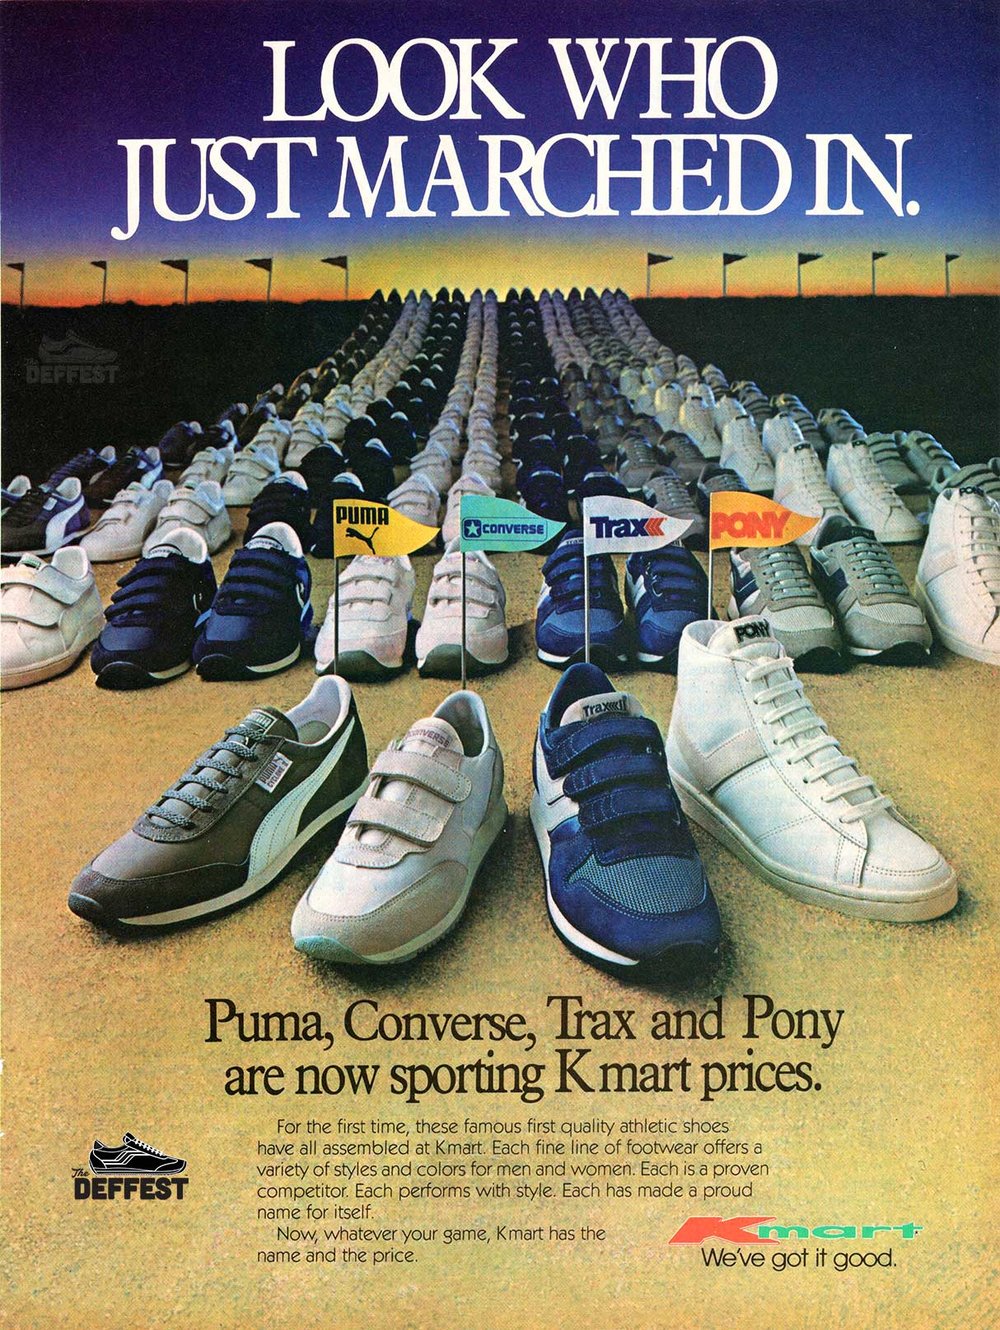 LOOK WHO
JUST MARCHED IN.
DEFFEST
PUMA
CONVERSE
Trax
PONY
PONY
PONY
CONVERSE
Trax
Puma, Converse, Trax and Pony
are now sporting Kmart prices.
For the first time, these famous first quality athletic shoes
have all assembled at Kmart. Each fine line of footwear offers a
variety of styles and colors for men and women. Each is a proven
competitor. Each performs with style. Each has made a proud
name for itself.
Now, whatever your game, Kmart has the
name and the price.
The
DEFFEST
Kmart
We've got it good.